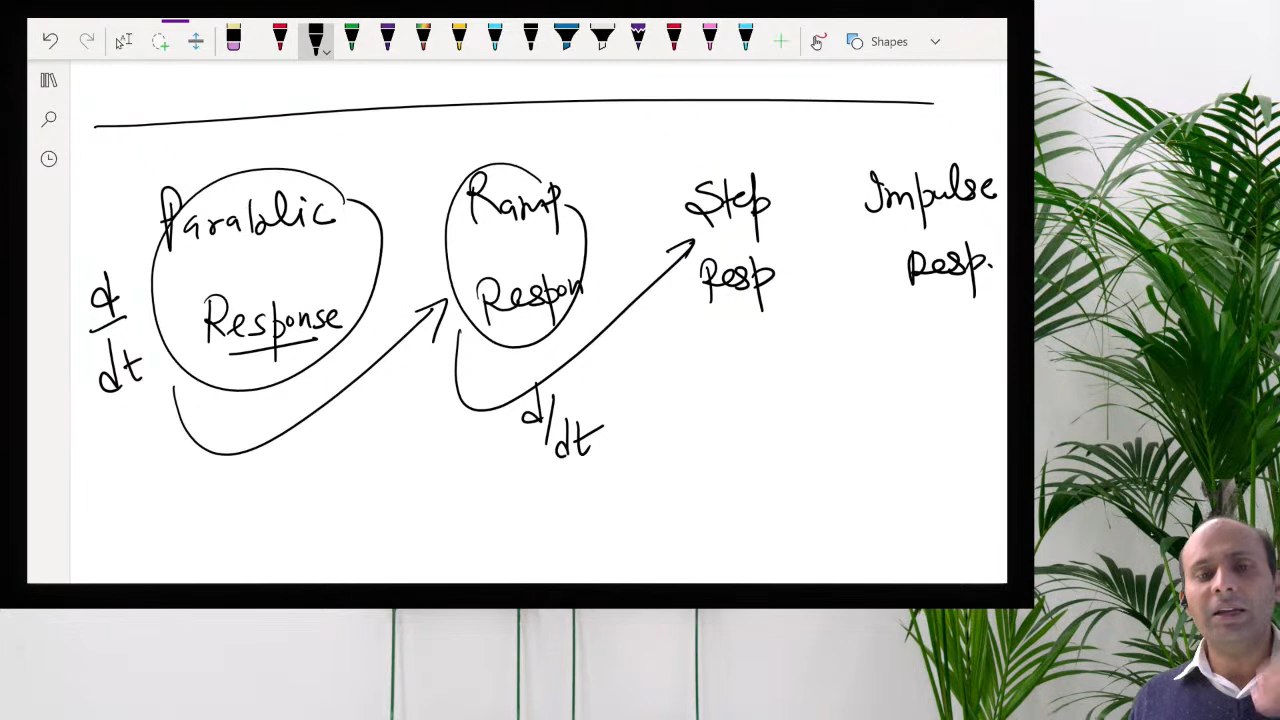 Shapes
Parabolic
Response
d
dt
Ramp
Respon
d/dt
Step
Resp
Impulse
Resp.